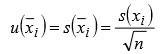 u(x̄ᵢ) = s(x̄ᵢ) = s(xᵢ)/√n